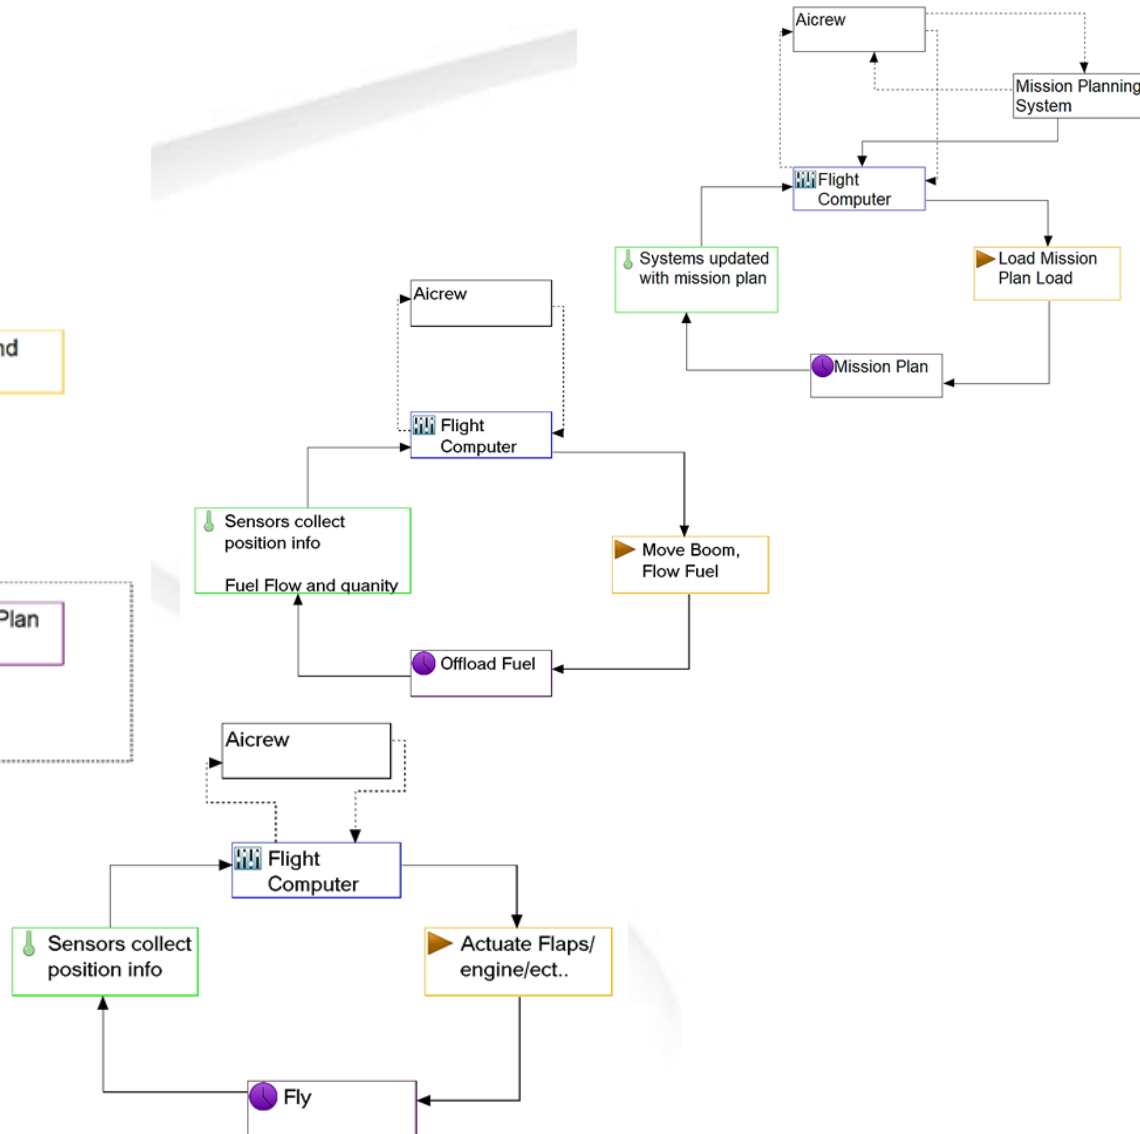 Aicrew
Mission Planning
System
Flight
Computer
Systems updated
with mission plan
Load Mission
Plan Load
Mission Plan
Aicrew
Flight
Computer
Sensors collect
position info
Fuel Flow and quanity
Move Boom,
Flow Fuel
Offload Fuel
nd
Plan
Aicrew
Flight
Computer
Sensors collect
position info
Actuate Flaps/
engine/ect..
Fly